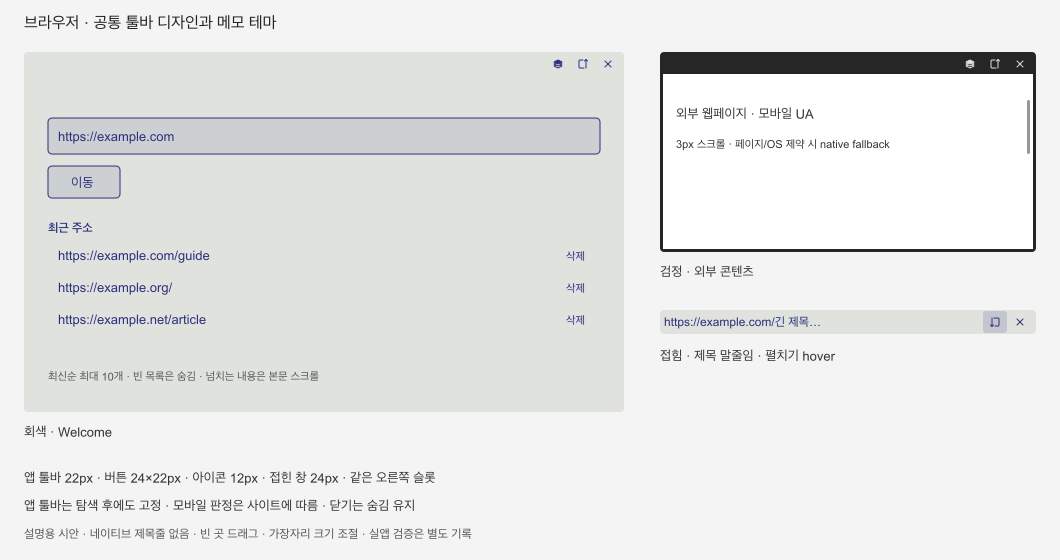 브라우저 · 공통 툴바 디자인과 메모 테마
https://example.com
이동
최근 주소
https://example.com/guide 삭제
https://example.org/ 삭제
https://example.net/article 삭제
최신순 최대 10개 · 빈 목록은 숨김 · 넘치는 내용은 본문 스크롤
회색 · Welcome
외부 웹페이지 · 모바일 UA
3px 스크롤 · 페이지/OS 제약 시 native fallback
검정 · 외부 콘텐츠
https://example.com/긴 제목…
접힘 · 제목 말줄임 · 펼치기 hover
앱 툴바 22px · 버튼 24×22px · 아이콘 12px · 접힌 창 24px · 같은 오른쪽 슬롯
앱 툴바는 탐색 후에도 고정 · 모바일 판정은 사이트에 따름 · 닫기는 숨김 유지
설명용 시안 · 네이티브 제목줄 없음 · 빈 곳 드래그 · 가장자리 크기 조절 · 실앱 검증은 별도 기록